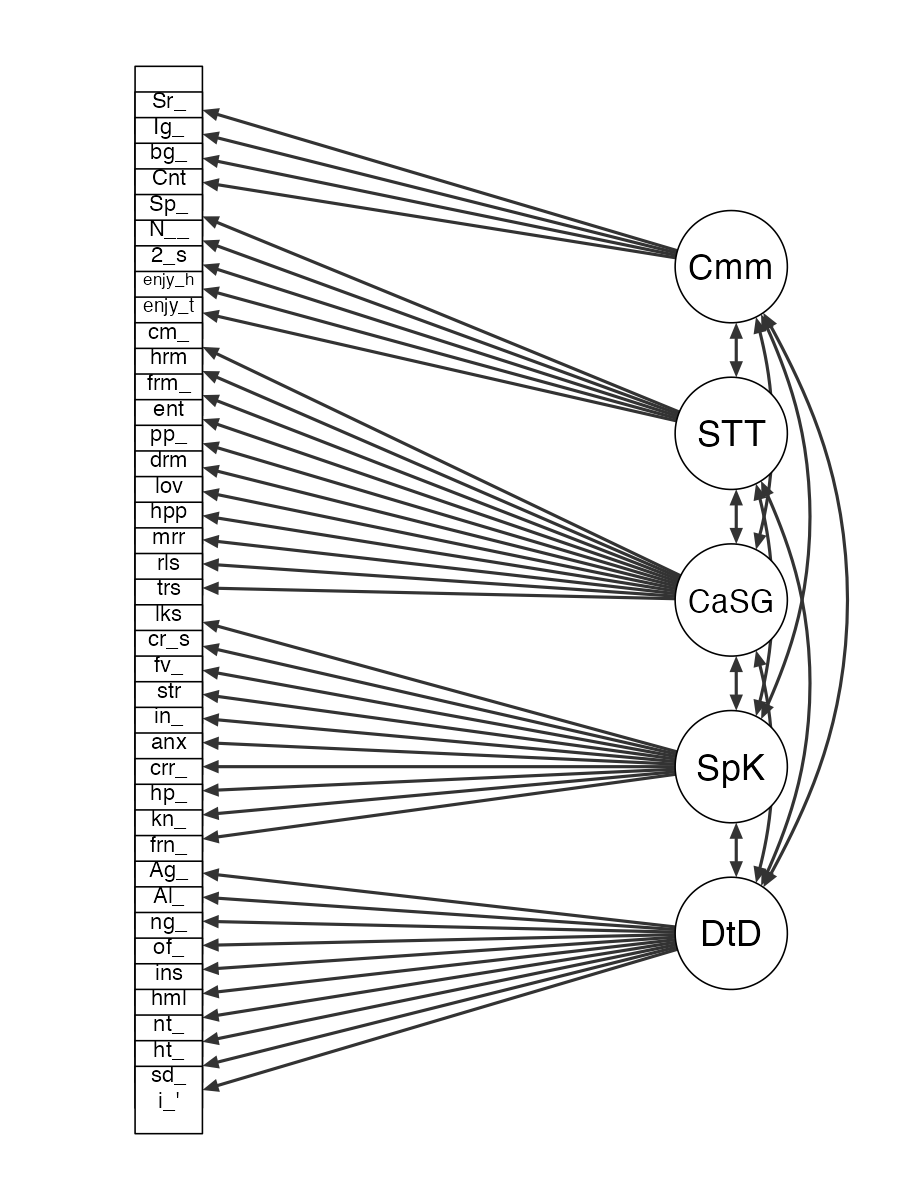 Sr_
Ig_
bg_
Cnt
Sp_
N__
2_s
enjy_h
enjy_t
cm_
hrm
frm_
ent
pp_
drm
lov
hpp
mrr
rls
trs
lks
cr_s
fv_
str
in_
anx
crr_
hp_
kn_
frn_
Ag_
Al_
ng_
of_
ins
hml
nt_
ht_
sd_
i_'
Cmm
STT
CaSG
SpK
DtD